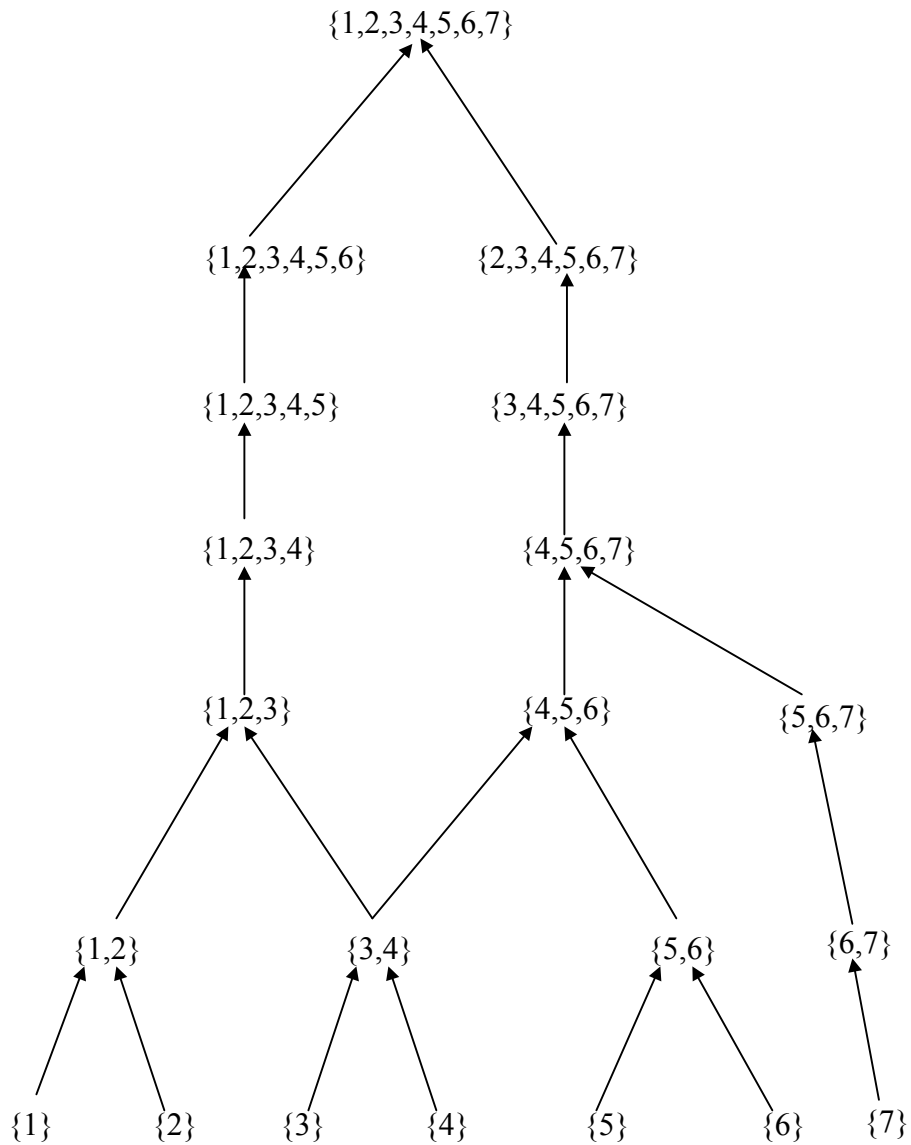 {1,2,3,4,5,6,7}
{1,2,3,4,5,6} {2,3,4,5,6,7}
{1,2,3,4,5} {3,4,5,6,7}
{1,2,3,4} {4,5,6,7}
{1,2,3} {4,5,6} {5,6,7}
{1,2} {3,4} {5,6} {6,7}
{1} {2} {3} {4} {5} {6} {7}